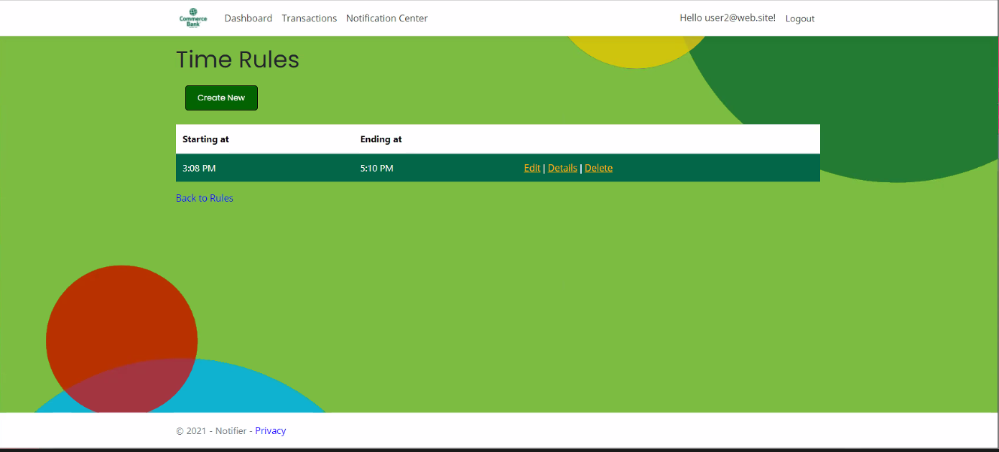 Commerce
Bank
Dashboard Transactions Notification Center Hello user2@web.site! Logout
Time Rules
Create New
Starting at Ending at
3:08 PM 5:10 PM Edit | Details | Delete
Back to Rules
© 2021 - Notifier - Privacy